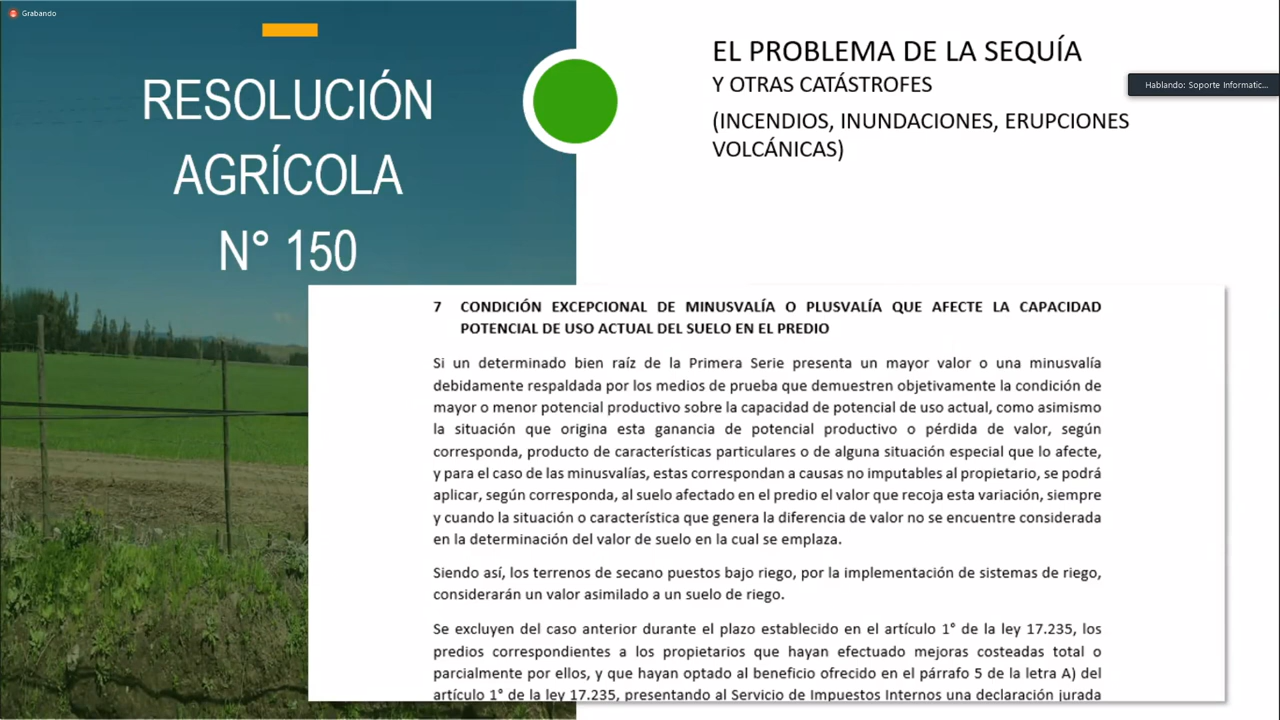 Grabando
RESOLUCIÓN
AGRÍCOLA
N° 150
EL PROBLEMA DE LA SEQUÍA
Y OTRAS CATÁSTROFES
(INCENDIOS, INUNDACIONES, ERUPCIONES
VOLCÁNICAS)
Hablando: Soporte Informatic...
7 CONDICIÓN EXCEPCIONAL DE MINUSVALÍA O PLUSVALÍA QUE AFECTE LA CAPACIDAD
POTENCIAL DE USO ACTUAL DEL SUELO EN EL PREDIO
Si un determinado bien raíz de la Primera Serie presenta un mayor valor o una minusvalía
debidamente respaldada por los medios de prueba que demuestren objetivamente la condición de
mayor o menor potencial productivo sobre la capacidad de potencial de uso actual, como asimismo
la situación que origina esta ganancia de potencial productivo o pérdida de valor, según
corresponda, producto de características particulares o de alguna situación especial que lo afecte,
y para el caso de las minusvalías, estas correspondan a causas no imputables al propietario, se podrá
aplicar, según corresponda, al suelo afectado en el predio el valor que recoja esta variación, siempre
y cuando la situación o característica que genera la diferencia de valor no se encuentre considerada
en la determinación del valor de suelo en la cual se emplaza.
Siendo así, los terrenos de secano puestos bajo riego, por la implementación de sistemas de riego,
considerarán un valor asimilado a un suelo de riego.
Se excluyen del caso anterior durante el plazo establecido en el artículo 1° de la ley 17.235, los
predios correspondientes a los propietarios que hayan efectuado mejoras costeadas total o
parcialmente por ellos, y que hayan optado al beneficio ofrecido en el párrafo 5 de la letra A) del
artículo 1° de la ley 17.235, presentando al Servicio de Impuestos Internos una declaración jurada